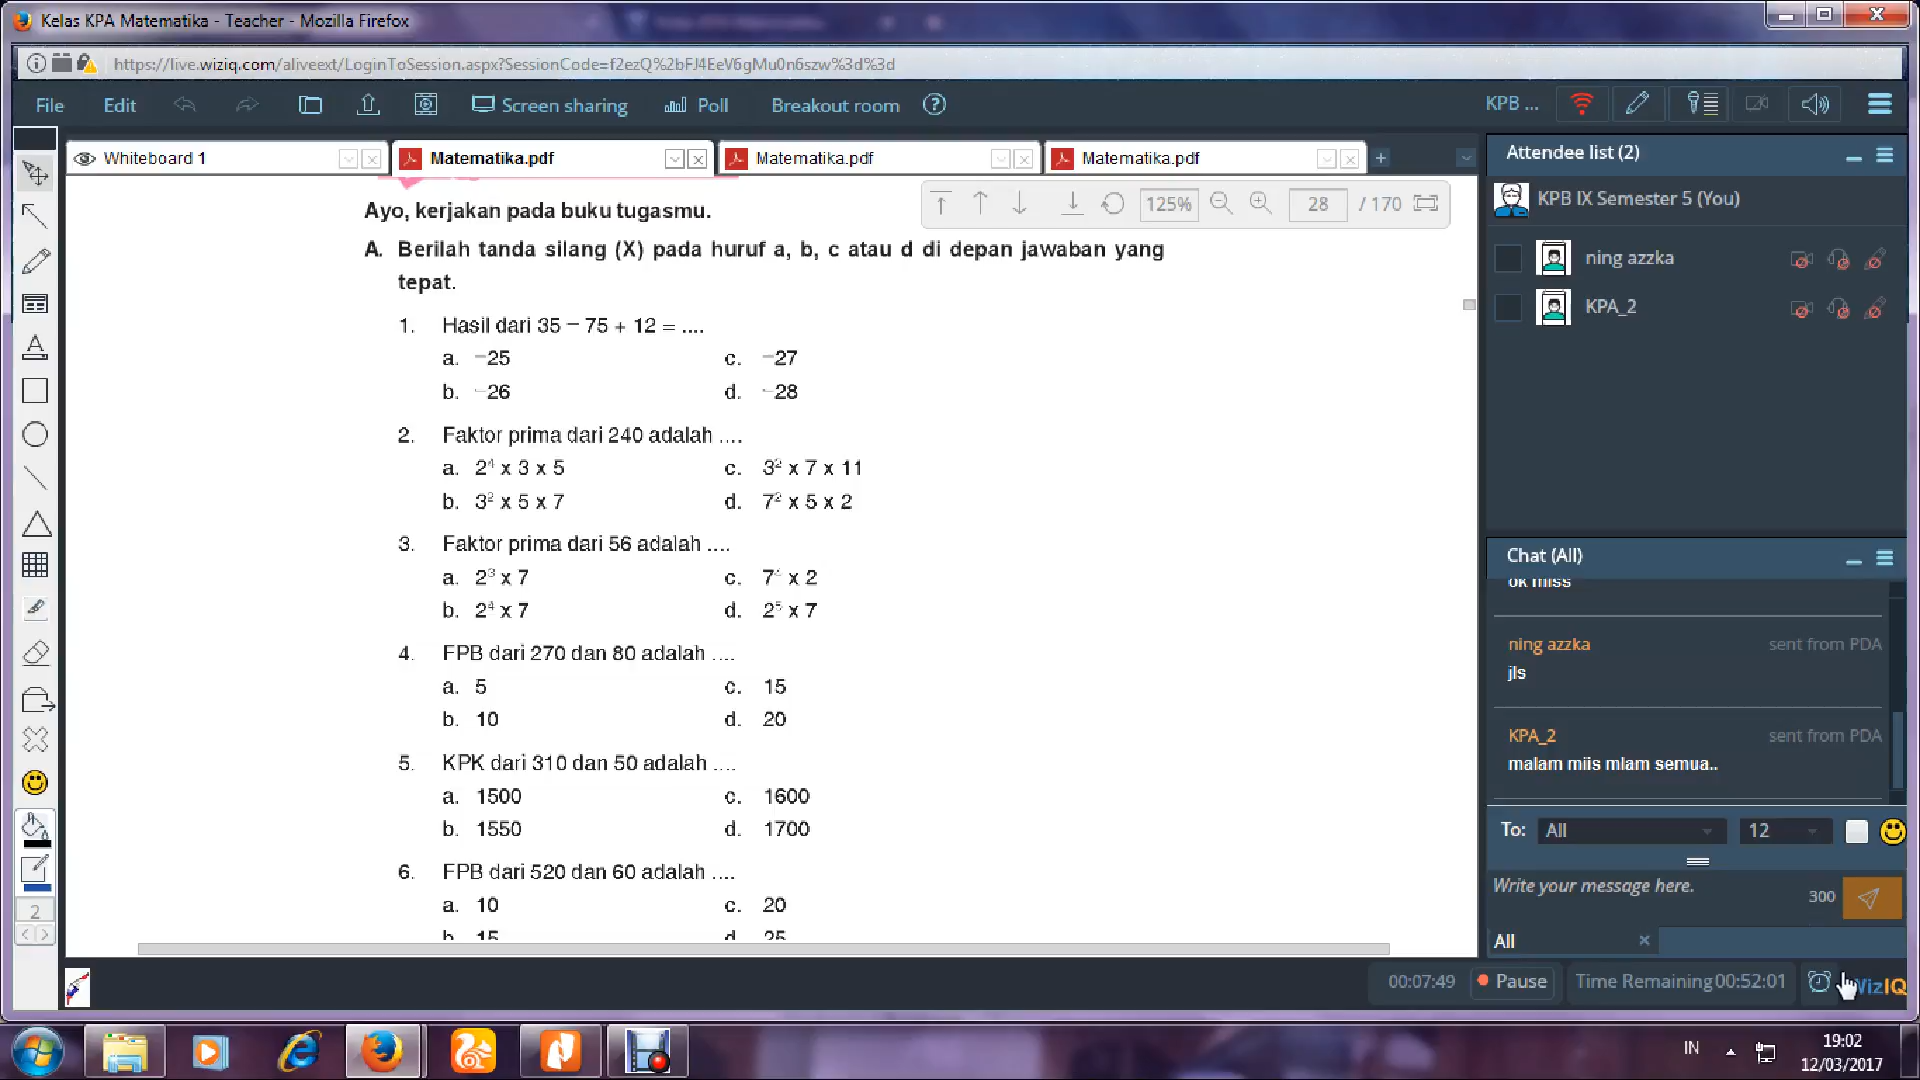 Kelas KPA Matematika - Teacher - Mozilla Firefox
https://live.wiziq.com/aliveext/LoginToSession.aspx?SessionCode=f2ezQ%2bFJ4EeV6gMu0n6szw%3d%3d
File Edit Screen sharing Poll Breakout room ? KPB ...
Whiteboard 1 Matematika.pdf Matematika.pdf Matematika.pdf +
125% 28 / 170
Ayo, kerjakan pada buku tugasmu.
A. Berilah tanda silang (X) pada huruf a, b, c atau d di depan jawaban yang
tepat.
1. Hasil dari 35 − 75 + 12 = ....
a. −25 c. −27
b. −26 d. −28
2. Faktor prima dari 240 adalah ....
a. 2⁴ x 3 x 5 c. 3² x 7 x 11
b. 3² x 5 x 7 d. 7² x 5 x 2
3. Faktor prima dari 56 adalah ....
a. 2³ x 7 c. 7⁴ x 2
b. 2⁴ x 7 d. 2⁵ x 7
4. FPB dari 270 dan 80 adalah ....
a. 5 c. 15
b. 10 d. 20
5. KPK dari 310 dan 50 adalah ....
a. 1500 c. 1600
b. 1550 d. 1700
6. FPB dari 520 dan 60 adalah ....
a. 10 c. 20
b. 15 d. 25
2
Attendee list (2)
KPB IX Semester 5 (You)
ning azzka
KPA_2
Chat (All)
ok miss
ning azzka sent from PDA
jls
KPA_2 sent from PDA
malam miis mlam semua..
To: All 12
Write your message here.
300
All
00:07:49 Pause Time Remaining 00:52:01 WizIQ
IN
19:02
12/03/2017